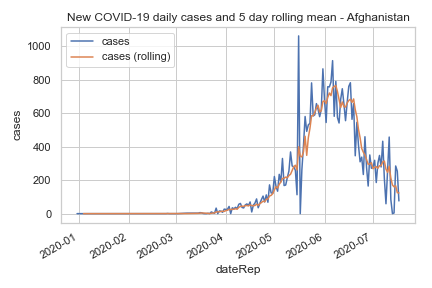 New COVID-19 daily cases and 5 day rolling mean - Afghanistan
cases
cases (rolling)
1000
800
600
400
200
0
cases
2020-01
2020-02
2020-03
2020-04
2020-05
2020-06
2020-07
dateRep